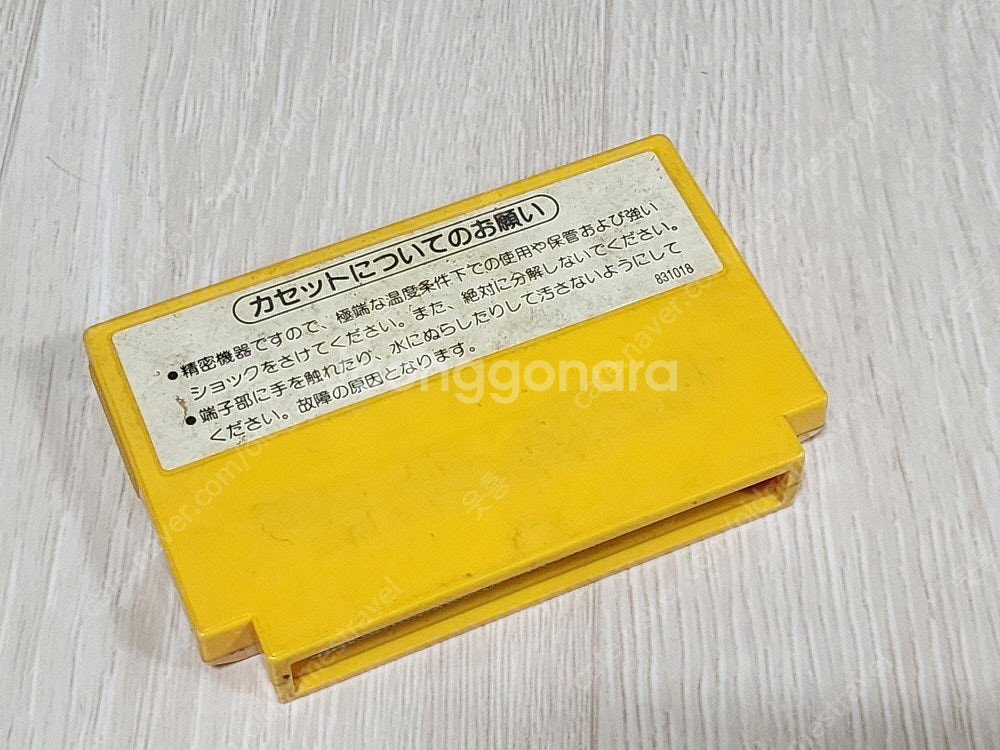 カセットについてのお願い
●精密機器ですので、極端な温度条件下での使用や保管および強い
ショックをさけてください。また、絶対に分解しないでください。
●端子部に手を触れたり、水にぬらしたりして汚さないようにして
ください。故障の原因となります。
831018
onggonara
웃틈